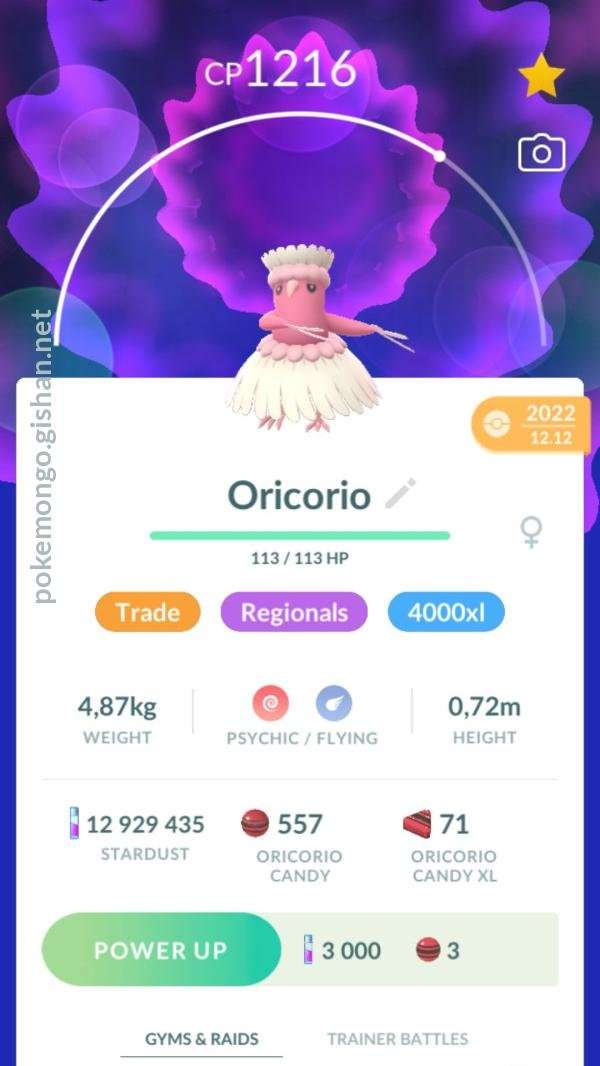 CP1216
pokemongo.gishan.net
2022
12.12
Oricorio
113 / 113 HP
Trade
Regionals
4000xl
4,87kg
WEIGHT
PSYCHIC / FLYING
0,72m
HEIGHT
12 929 435
STARDUST
557
ORICORIO
CANDY
71
ORICORIO
CANDY XL
POWER UP
3 000
3
GYMS & RAIDS
TRAINER BATTLES